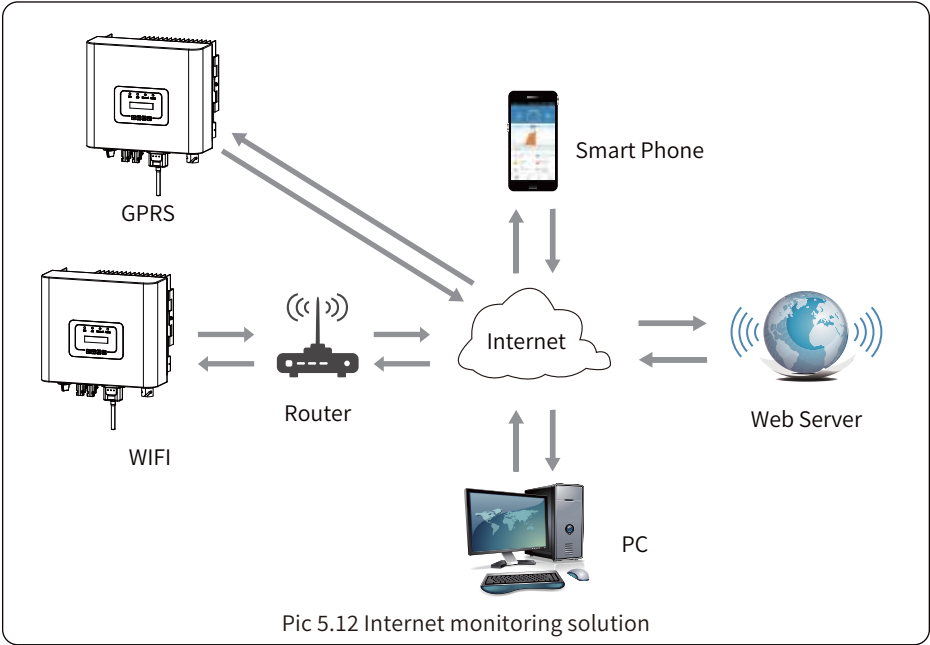 Smart Phone
GPRS
Internet
Router
Web Server
WIFI
PC
Pic 5.12 Internet monitoring solution